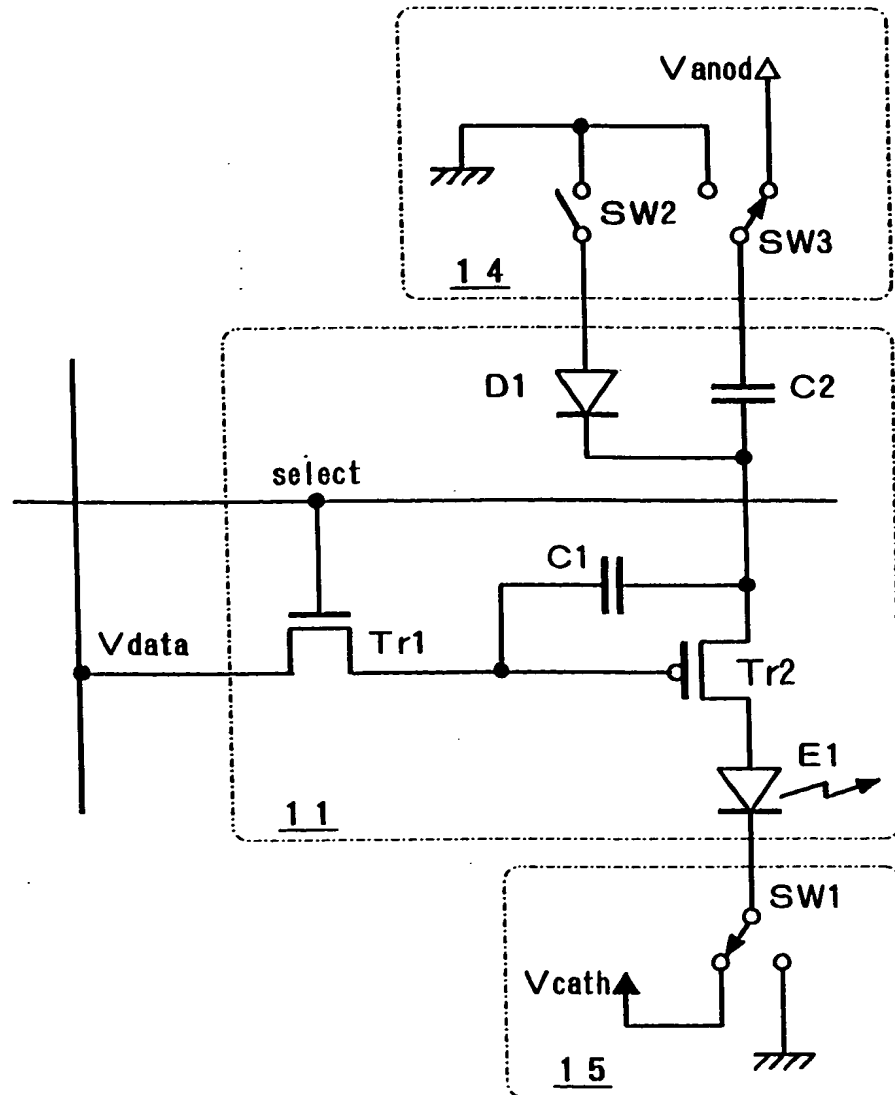 Vanod
SW2
SW3
14
D1
C2
select
C1
Vdata
Tr1
Tr2
E1
11
SW1
Vcath
15